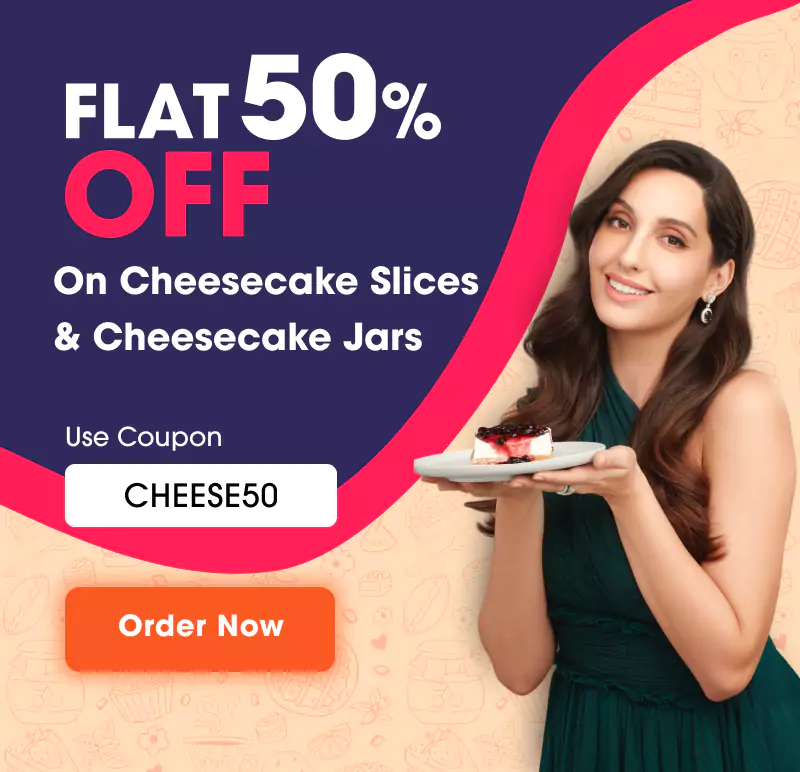 FLAT 50%
OFF
On Cheesecake Slices
& Cheesecake Jars
Use Coupon
CHEESE50
Order Now